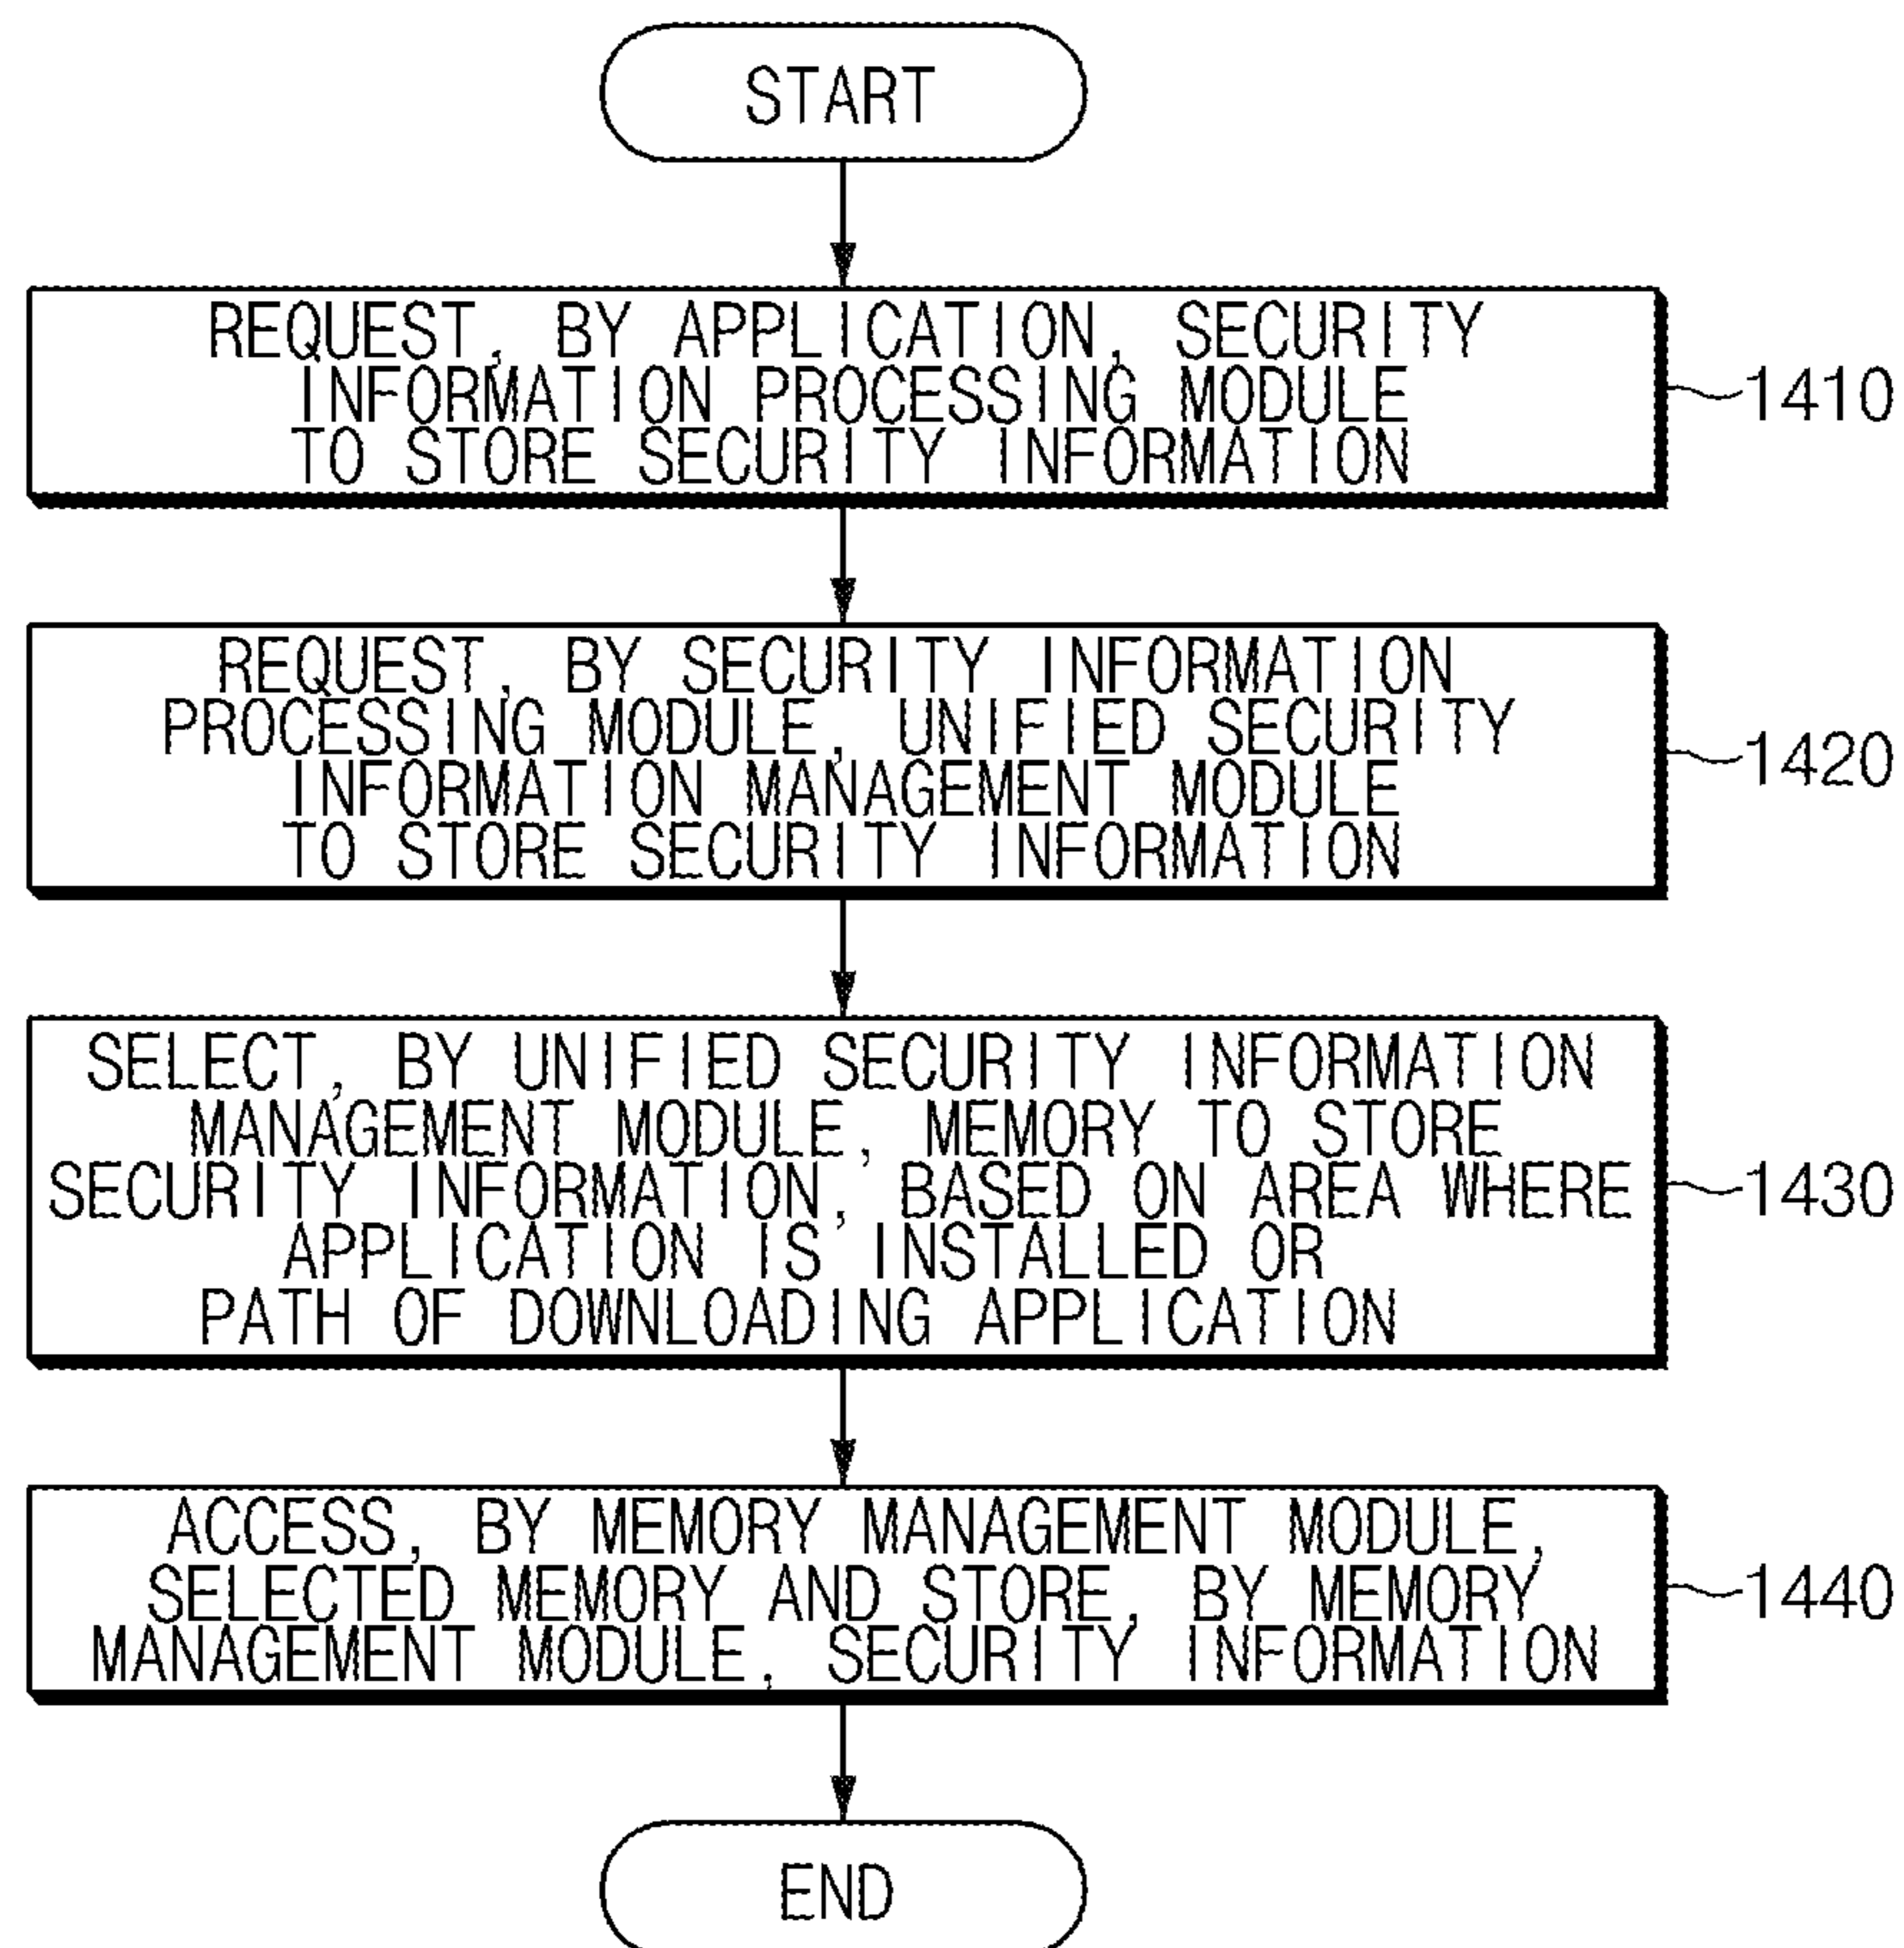 START
REQUEST, BY APPLICATION, SECURITY
INFORMATION PROCESSING MODULE
TO STORE SECURITY INFORMATION
1410
REQUEST, BY SECURITY INFORMATION
PROCESSING MODULE, UNIFIED SECURITY
INFORMATION MANAGEMENT MODULE
TO STORE SECURITY INFORMATION
1420
SELECT, BY UNIFIED SECURITY INFORMATION
MANAGEMENT MODULE, MEMORY TO STORE
SECURITY INFORMATION, BASED ON AREA WHERE
APPLICATION IS INSTALLED OR
PATH OF DOWNLOADING APPLICATION
1430
ACCESS, BY MEMORY MANAGEMENT MODULE,
SELECTED MEMORY AND STORE, BY MEMORY
MANAGEMENT MODULE, SECURITY INFORMATION
1440
END